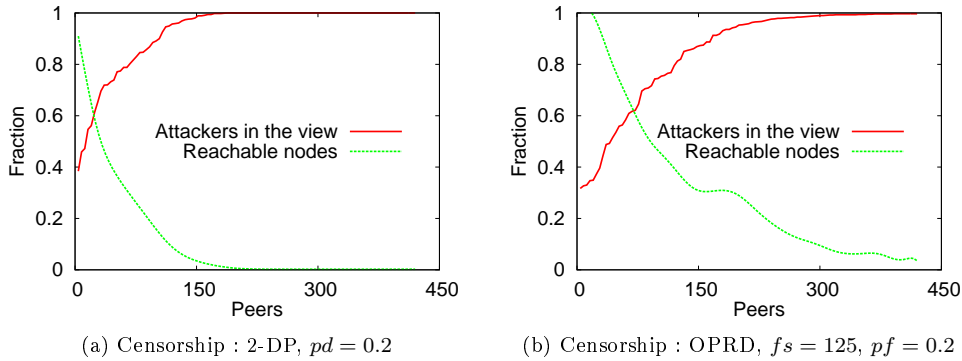 1
0.8
0.6
0.4
0.2
0
Fraction
Attackers in the view
Reachable nodes
0 150 300 450
Peers
(a) Censorship : 2-DP, pd = 0.2
1
0.8
0.6
0.4
0.2
0
Fraction
Attackers in the view
Reachable nodes
0 150 300 450
Peers
(b) Censorship : OPRD, fs = 125, pf = 0.2